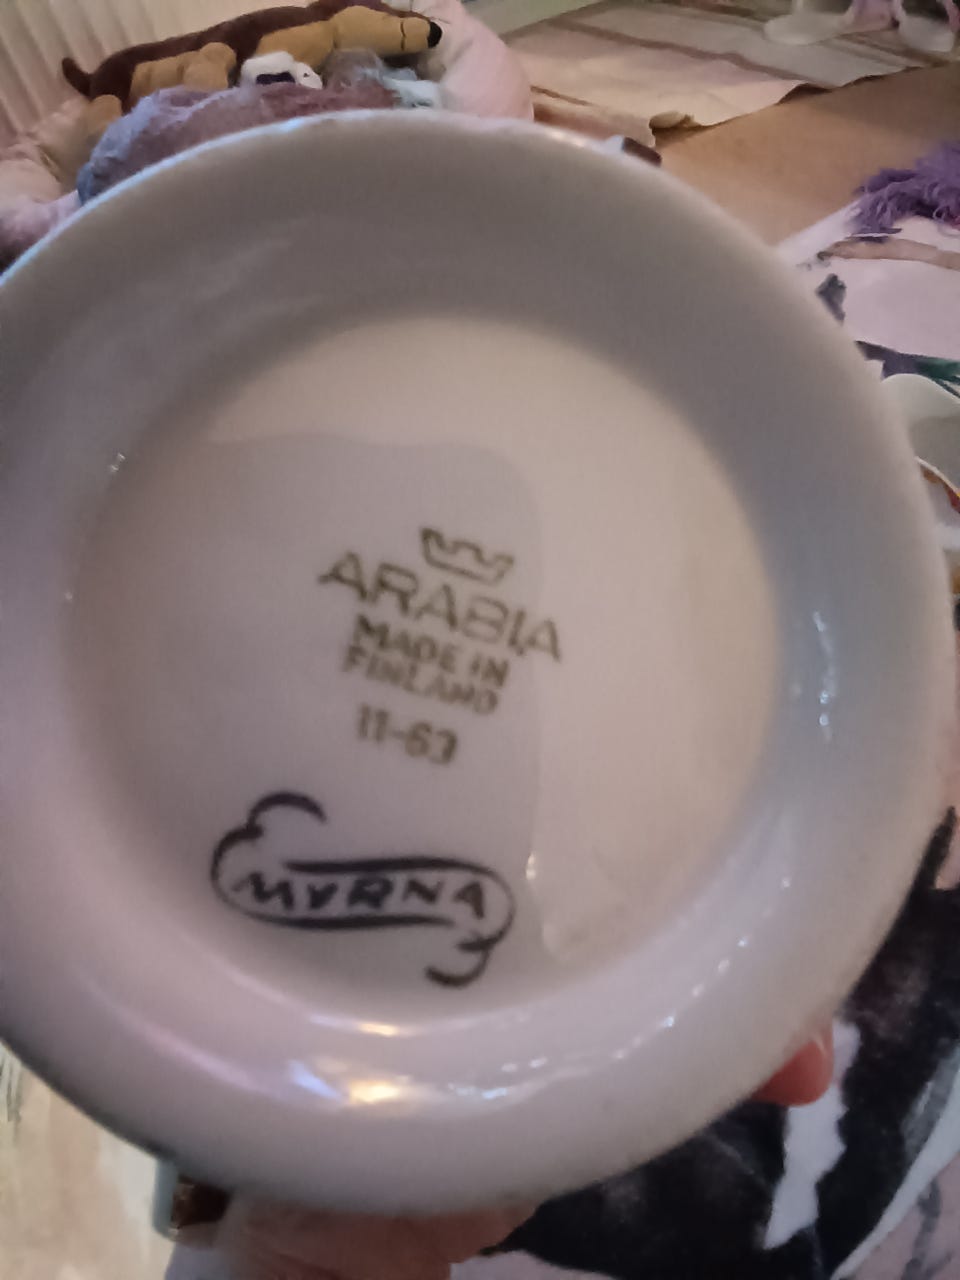 ARABIA
MADE IN
FINLAND
11-63
MYRNA